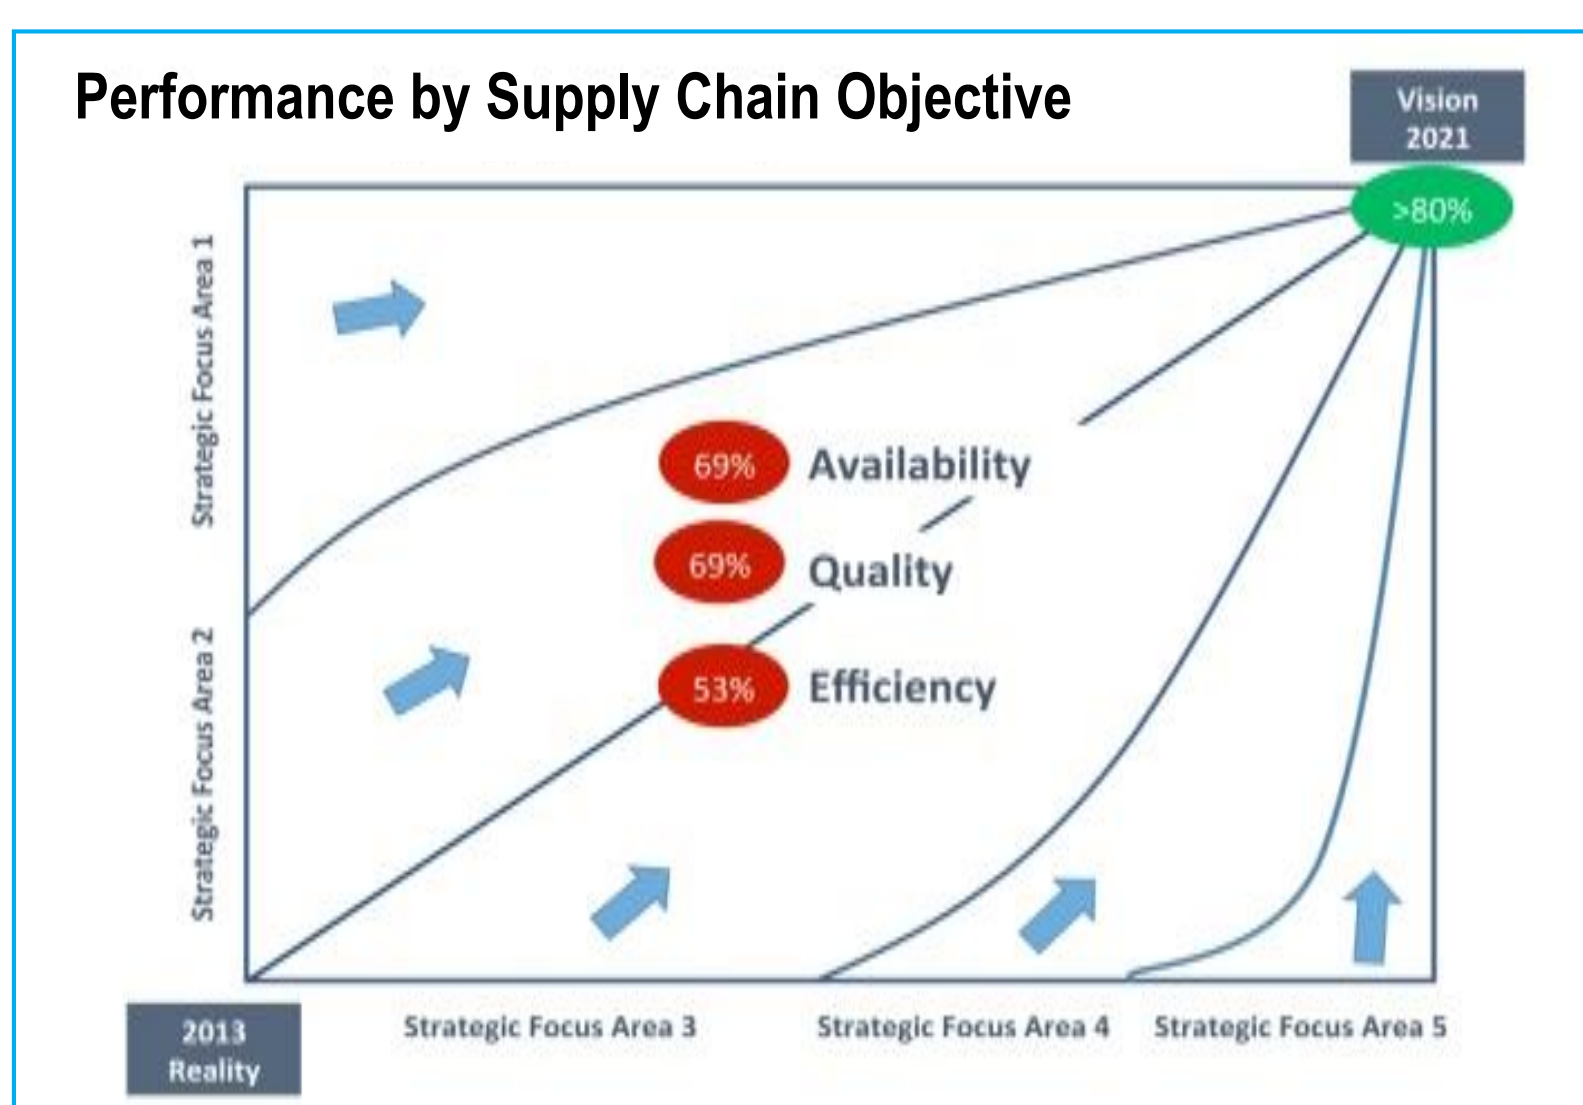 Performance by Supply Chain Objective
Vision
2021
>80%
Strategic Focus Area 1
69%
Availability
69%
Quality
Strategic Focus Area 2
53%
Efficiency
2013
Reality
Strategic Focus Area 3
Strategic Focus Area 4
Strategic Focus Area 5